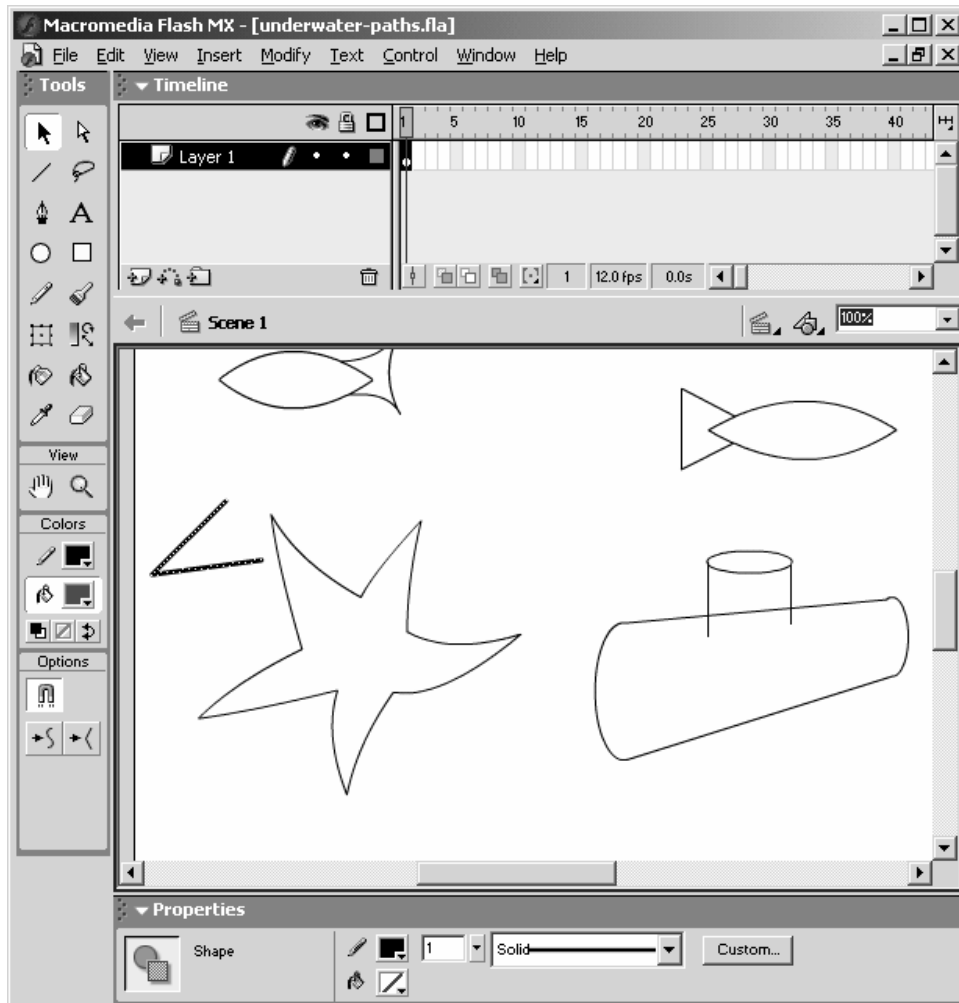 Macromedia Flash MX - [underwater-paths.fla]
File Edit View Insert Modify Text Control Window Help
Tools
Timeline
1 5 10 15 20 25 30 35 40
Layer 1
A
1 12.0 fps 0.0s
Scene 1
100%
View
Colors
Options
Properties
Shape
1
Solid
Custom...